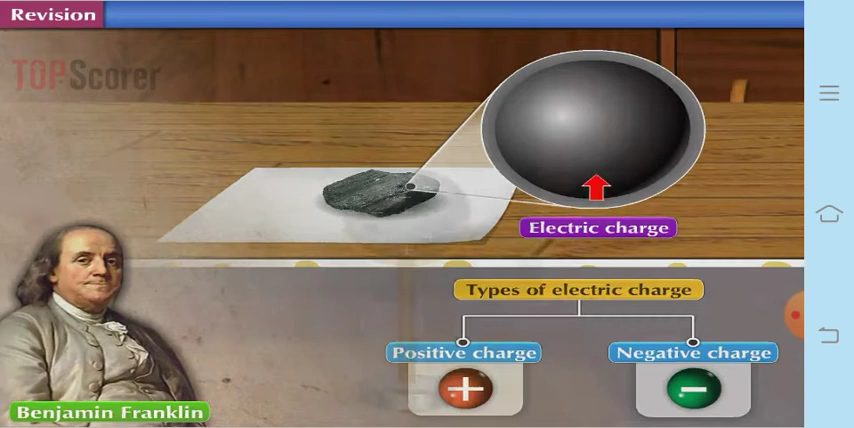 Revision
TOPScorer
Electric charge
Types of electric charge
Positive charge
Negative charge
+
−
Benjamin Franklin